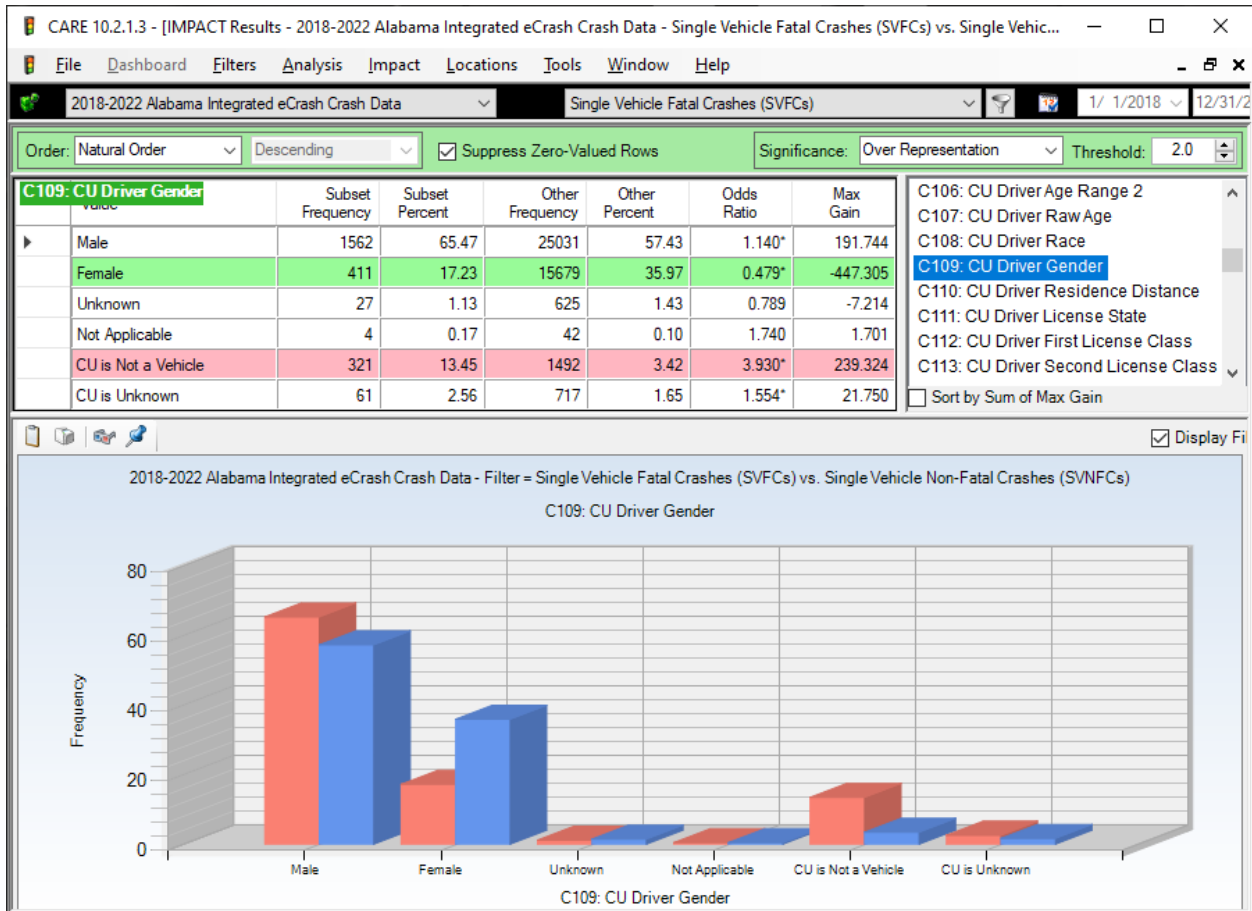 CARE 10.2.1.3 - [IMPACT Results - 2018-2022 Alabama Integrated eCrash Crash Data - Single Vehicle Fatal Crashes (SVFCs) vs. Single Vehic...
File Dashboard Filters Analysis Impact Locations Tools Window Help
2018-2022 Alabama Integrated eCrash Crash Data Single Vehicle Fatal Crashes (SVFCs) 1/ 1/2018 12/31/2
Order: Natural Order Descending Suppress Zero-Valued Rows Significance: Over Representation Threshold: 2.0
C109: CU Driver Gender Subset Frequency Subset Percent Other Frequency Other Percent Odds Ratio Max Gain
Male 1562 65.47 25031 57.43 1.140* 191.744
Female 411 17.23 15679 35.97 0.479* -447.305
Unknown 27 1.13 625 1.43 0.789 -7.214
Not Applicable 4 0.17 42 0.10 1.740 1.701
CU is Not a Vehicle 321 13.45 1492 3.42 3.930* 239.324
CU is Unknown 61 2.56 717 1.65 1.554* 21.750
C106: CU Driver Age Range 2
C107: CU Driver Raw Age
C108: CU Driver Race
C109: CU Driver Gender
C110: CU Driver Residence Distance
C111: CU Driver License State
C112: CU Driver First License Class
C113: CU Driver Second License Class
Sort by Sum of Max Gain
Display Fil
2018-2022 Alabama Integrated eCrash Crash Data - Filter = Single Vehicle Fatal Crashes (SVFCs) vs. Single Vehicle Non-Fatal Crashes (SVNFCs)
C109: CU Driver Gender
80
60
40
20
0
Frequency
Male Female Unknown Not Applicable CU is Not a Vehicle CU is Unknown
C109: CU Driver Gender